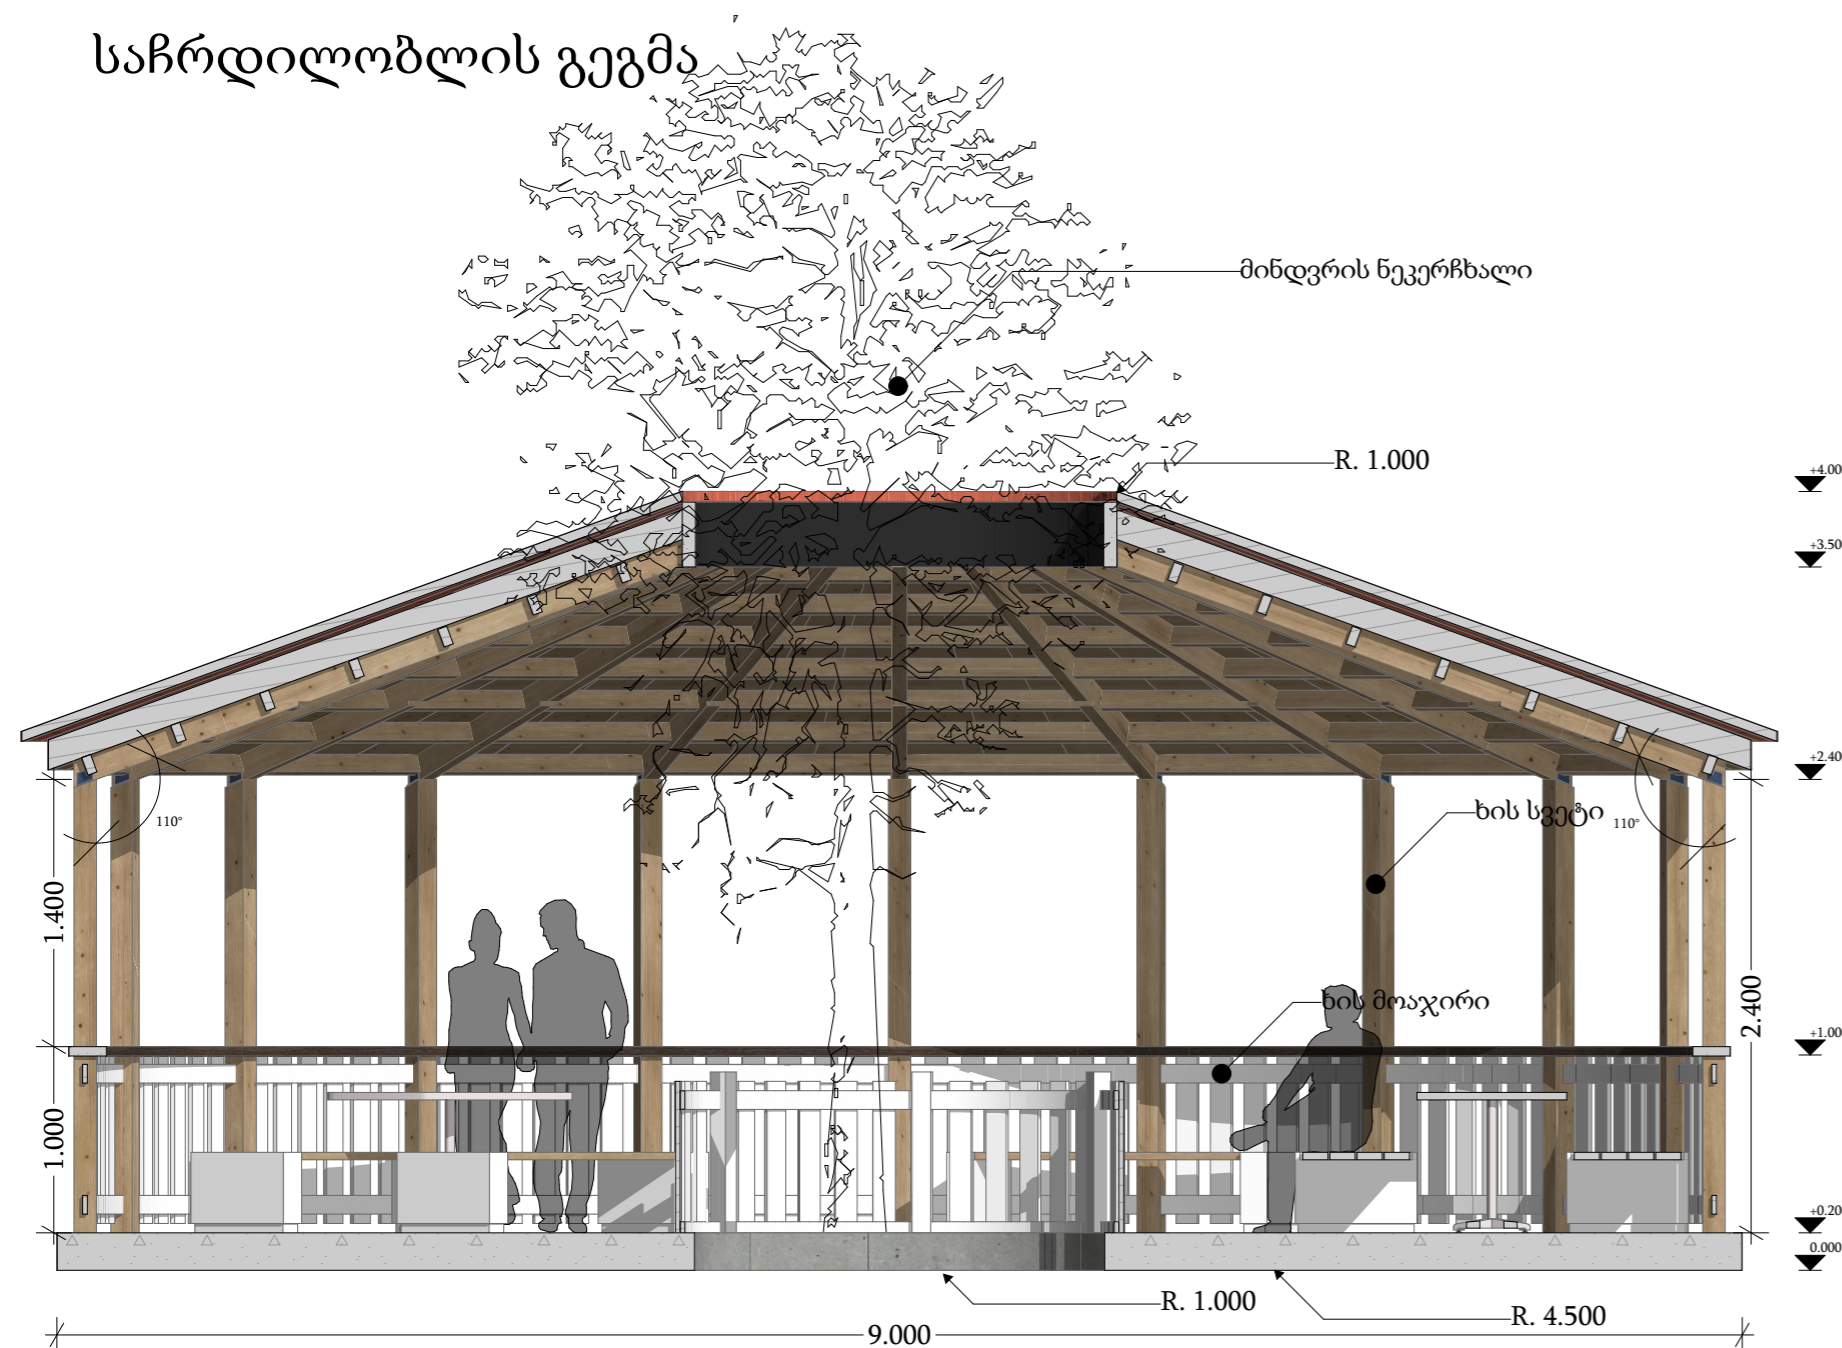 საჩრდილობლის გეგმა
მინდვრის ნეკერჩხალი
R. 1.000
+4.00
+3.50
+2.40
ხის სვეტი
110°
110°
1.400
2.400
ხის მოაჯირი
+1.00
1.000
+0.20
0.000
R. 1.000
R. 4.500
9.000